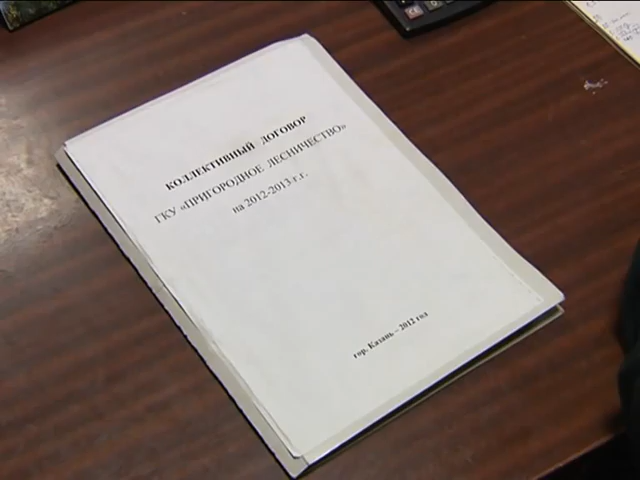 КОЛЛЕКТИВНЫЙ ДОГОВОР
ГКУ «ПРИГОРОДНОЕ ЛЕСНИЧЕСТВО»
на 2012-2013 г.г.
гор. Казань – 2012 год